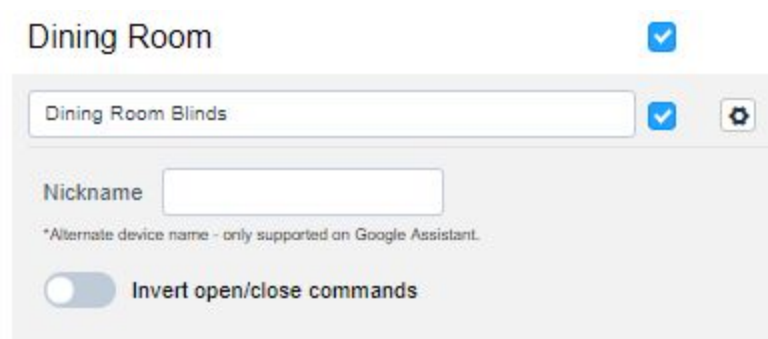 Dining Room
Dining Room Blinds
Nickname
*Alternate device name - only supported on Google Assistant.
Invert open/close commands